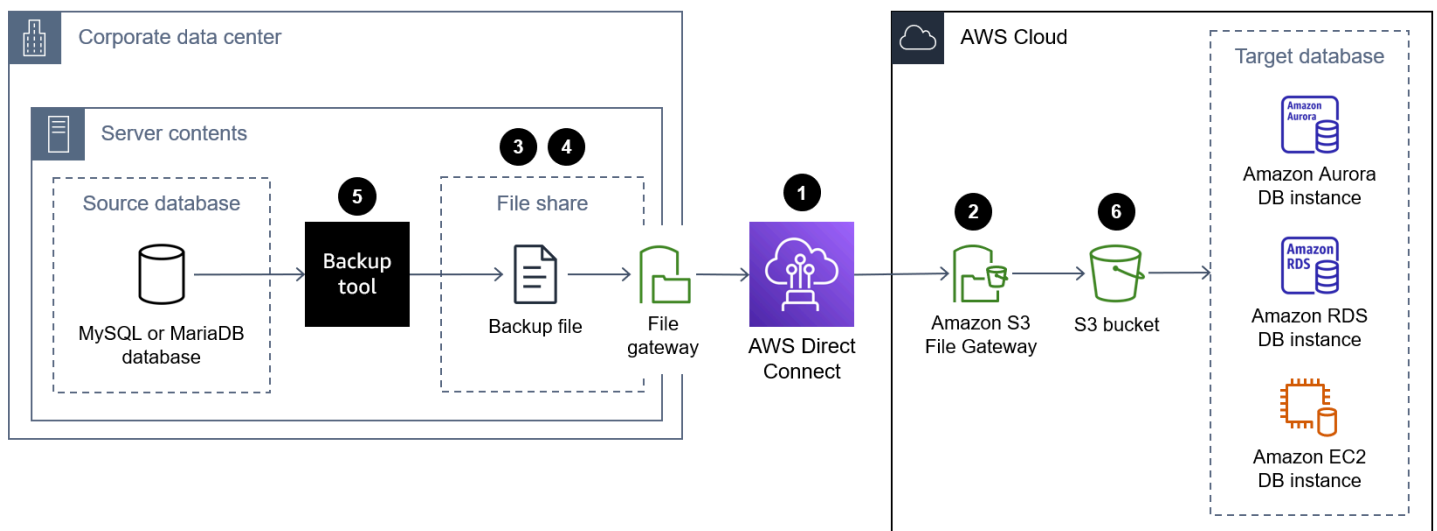 Corporate data center
Server contents
Source database
MySQL or MariaDB
database
5
Backup
tool
3
4
File share
Backup file
File
gateway
1
AWS Direct
Connect
AWS Cloud
2
Amazon S3
File Gateway
6
S3 bucket
Target database
Amazon
Aurora
Amazon Aurora
DB instance
Amazon
RDS
Amazon RDS
DB instance
Amazon EC2
DB instance